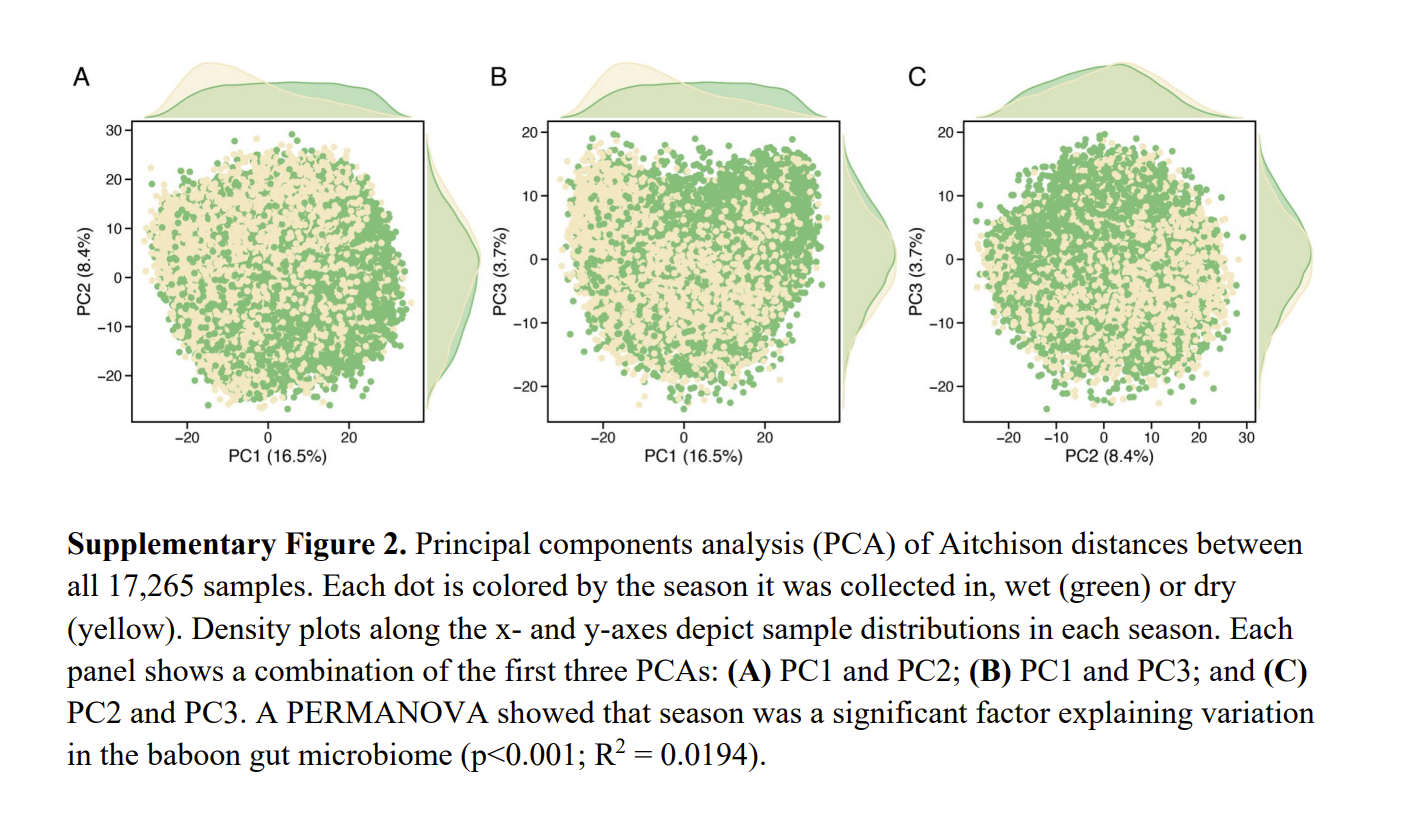 A
B
C
30
20
10
0
−10
−20
PC2 (8.4%)
−20
0
20
PC1 (16.5%)
20
10
0
−10
−20
PC3 (3.7%)
−20
0
20
PC1 (16.5%)
20
10
0
−10
−20
PC3 (3.7%)
−20
−10
0
10
20
30
PC2 (8.4%)
Supplementary Figure 2. Principal components analysis (PCA) of Aitchison distances between
all 17,265 samples. Each dot is colored by the season it was collected in, wet (green) or dry
(yellow). Density plots along the x- and y-axes depict sample distributions in each season. Each
panel shows a combination of the first three PCAs: (A) PC1 and PC2; (B) PC1 and PC3; and (C)
PC2 and PC3. A PERMANOVA showed that season was a significant factor explaining variation
in the baboon gut microbiome (p<0.001; R² = 0.0194).